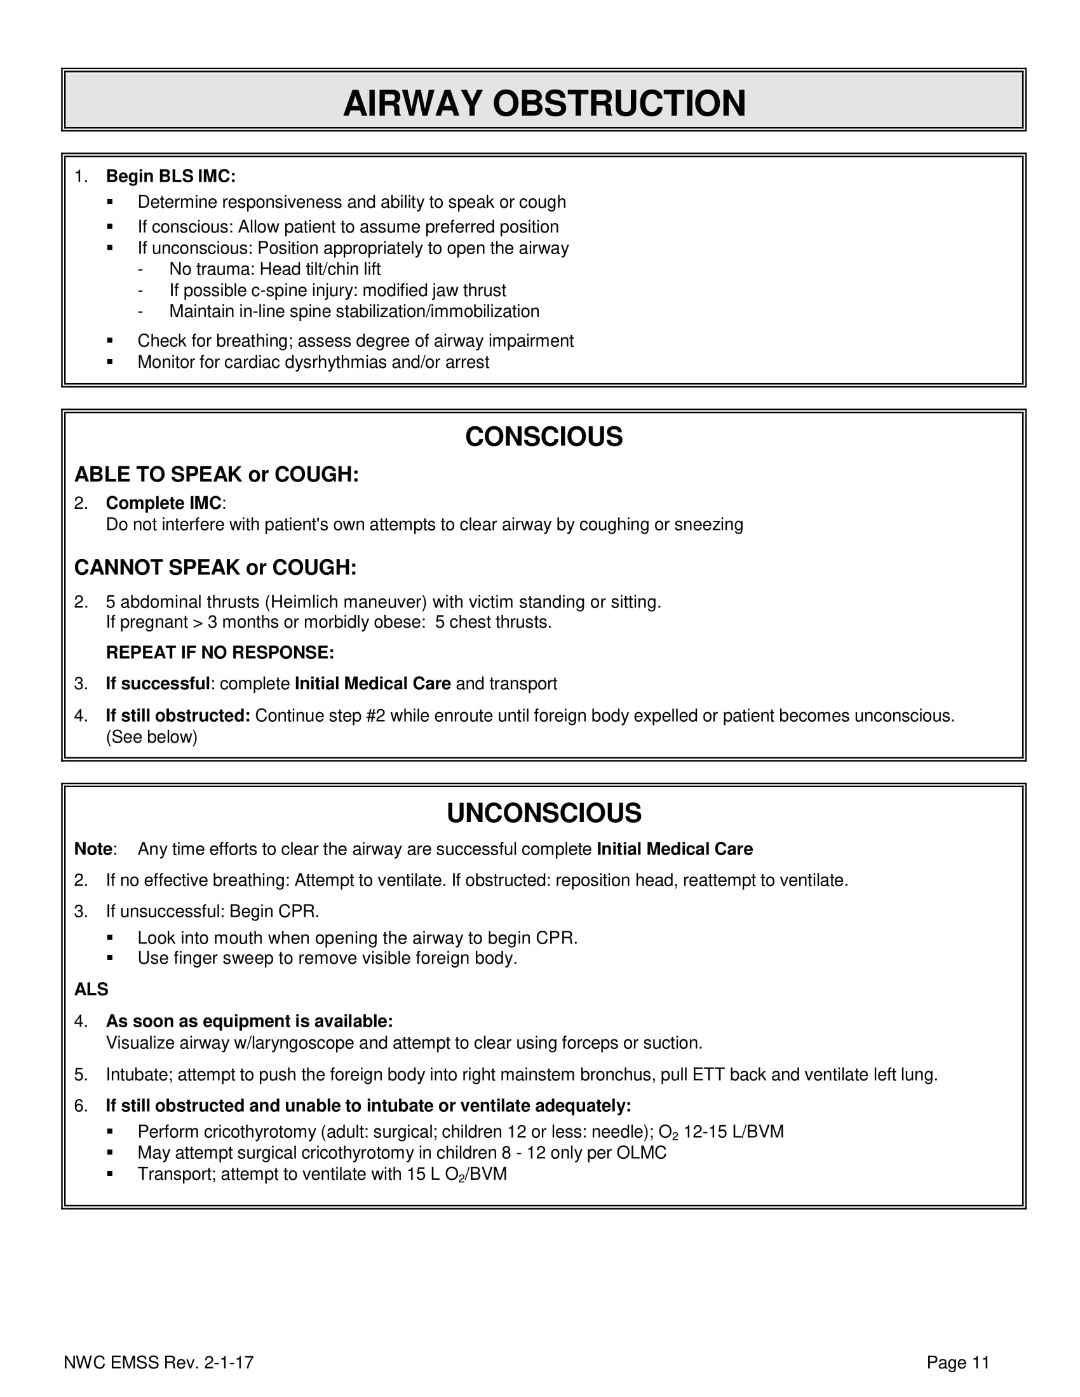 AIRWAY OBSTRUCTION
1. Begin BLS IMC:
▪ Determine responsiveness and ability to speak or cough
▪ If conscious: Allow patient to assume preferred position
▪ If unconscious: Position appropriately to open the airway
- No trauma: Head tilt/chin lift
- If possible c-spine injury: modified jaw thrust
- Maintain in-line spine stabilization/immobilization
▪ Check for breathing; assess degree of airway impairment
▪ Monitor for cardiac dysrhythmias and/or arrest
CONSCIOUS
ABLE TO SPEAK or COUGH:
2. Complete IMC:
Do not interfere with patient's own attempts to clear airway by coughing or sneezing
CANNOT SPEAK or COUGH:
2. 5 abdominal thrusts (Heimlich maneuver) with victim standing or sitting.
If pregnant > 3 months or morbidly obese: 5 chest thrusts.
REPEAT IF NO RESPONSE:
3. If successful: complete Initial Medical Care and transport
4. If still obstructed: Continue step #2 while enroute until foreign body expelled or patient becomes unconscious.
(See below)
UNCONSCIOUS
Note: Any time efforts to clear the airway are successful complete Initial Medical Care
2. If no effective breathing: Attempt to ventilate. If obstructed: reposition head, reattempt to ventilate.
3. If unsuccessful: Begin CPR.
▪ Look into mouth when opening the airway to begin CPR.
▪ Use finger sweep to remove visible foreign body.
ALS
4. As soon as equipment is available:
Visualize airway w/laryngoscope and attempt to clear using forceps or suction.
5. Intubate; attempt to push the foreign body into right mainstem bronchus, pull ETT back and ventilate left lung.
6. If still obstructed and unable to intubate or ventilate adequately:
▪ Perform cricothyrotomy (adult: surgical; children 12 or less: needle); O₂ 12-15 L/BVM
▪ May attempt surgical cricothyrotomy in children 8 - 12 only per OLMC
▪ Transport; attempt to ventilate with 15 L O₂/BVM
NWC EMSS Rev. 2-1-17 Page 11